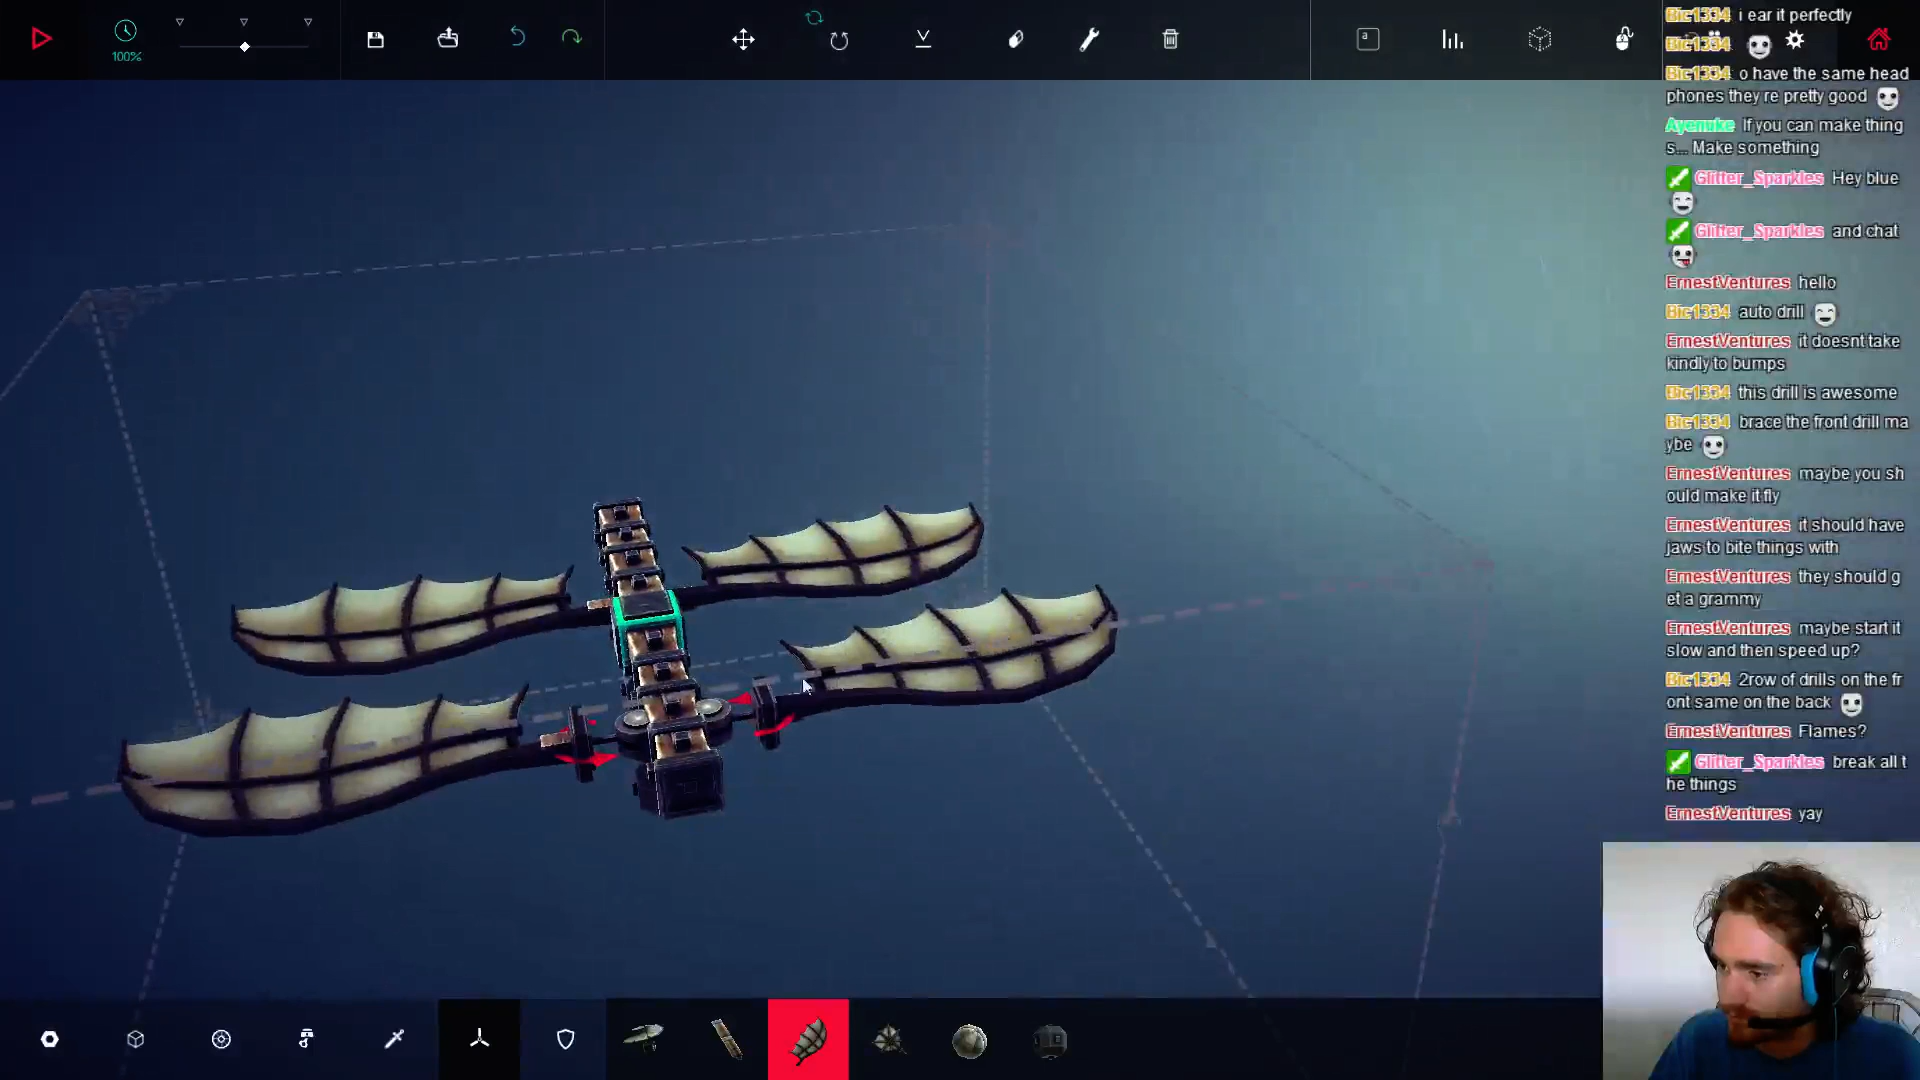 100%
a
Bic1334 i ear it perfectly
Bic1334
Bic1334 o have the same head
phones they re pretty good
Ayenuke If you can make thing
s... Make something
Glitter_Sparkles Hey blue
Glitter_Sparkles and chat
ErnestVentures hello
Bic1334 auto drill
ErnestVentures it doesnt take
kindly to bumps
Bic1334 this drill is awesome
Bic1334 brace the front drill ma
ybe
ErnestVentures maybe you sh
ould make it fly
ErnestVentures it should have
jaws to bite things with
ErnestVentures they should g
et a grammy
ErnestVentures maybe start it
slow and then speed up?
Bic1334 2row of drills on the fr
ont same on the back
ErnestVentures Flames?
Glitter_Sparkles break all t
he things
ErnestVentures yay